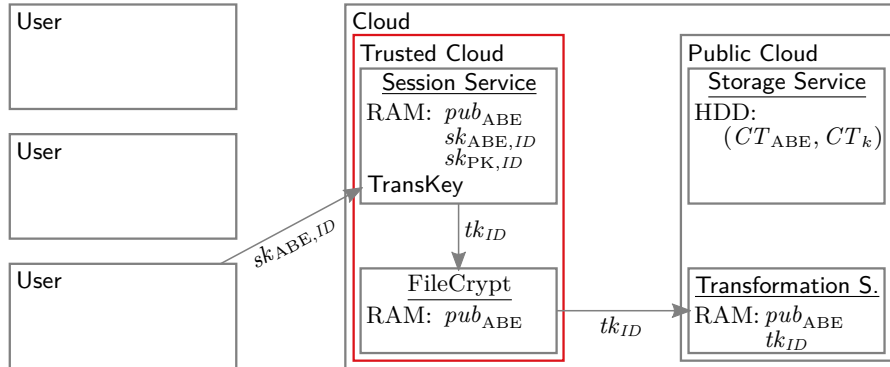 User
Cloud
Trusted Cloud
Public Cloud
Session Service
Storage Service
RAM: pub_ABE
HDD:
sk_ABE,ID
(CT_ABE, CT_k)
sk_PK,ID
User
TransKey
sk_ABE,ID
tk_ID
User
FileCrypt
Transformation S.
RAM: pub_ABE
tk_ID
RAM: pub_ABE
tk_ID